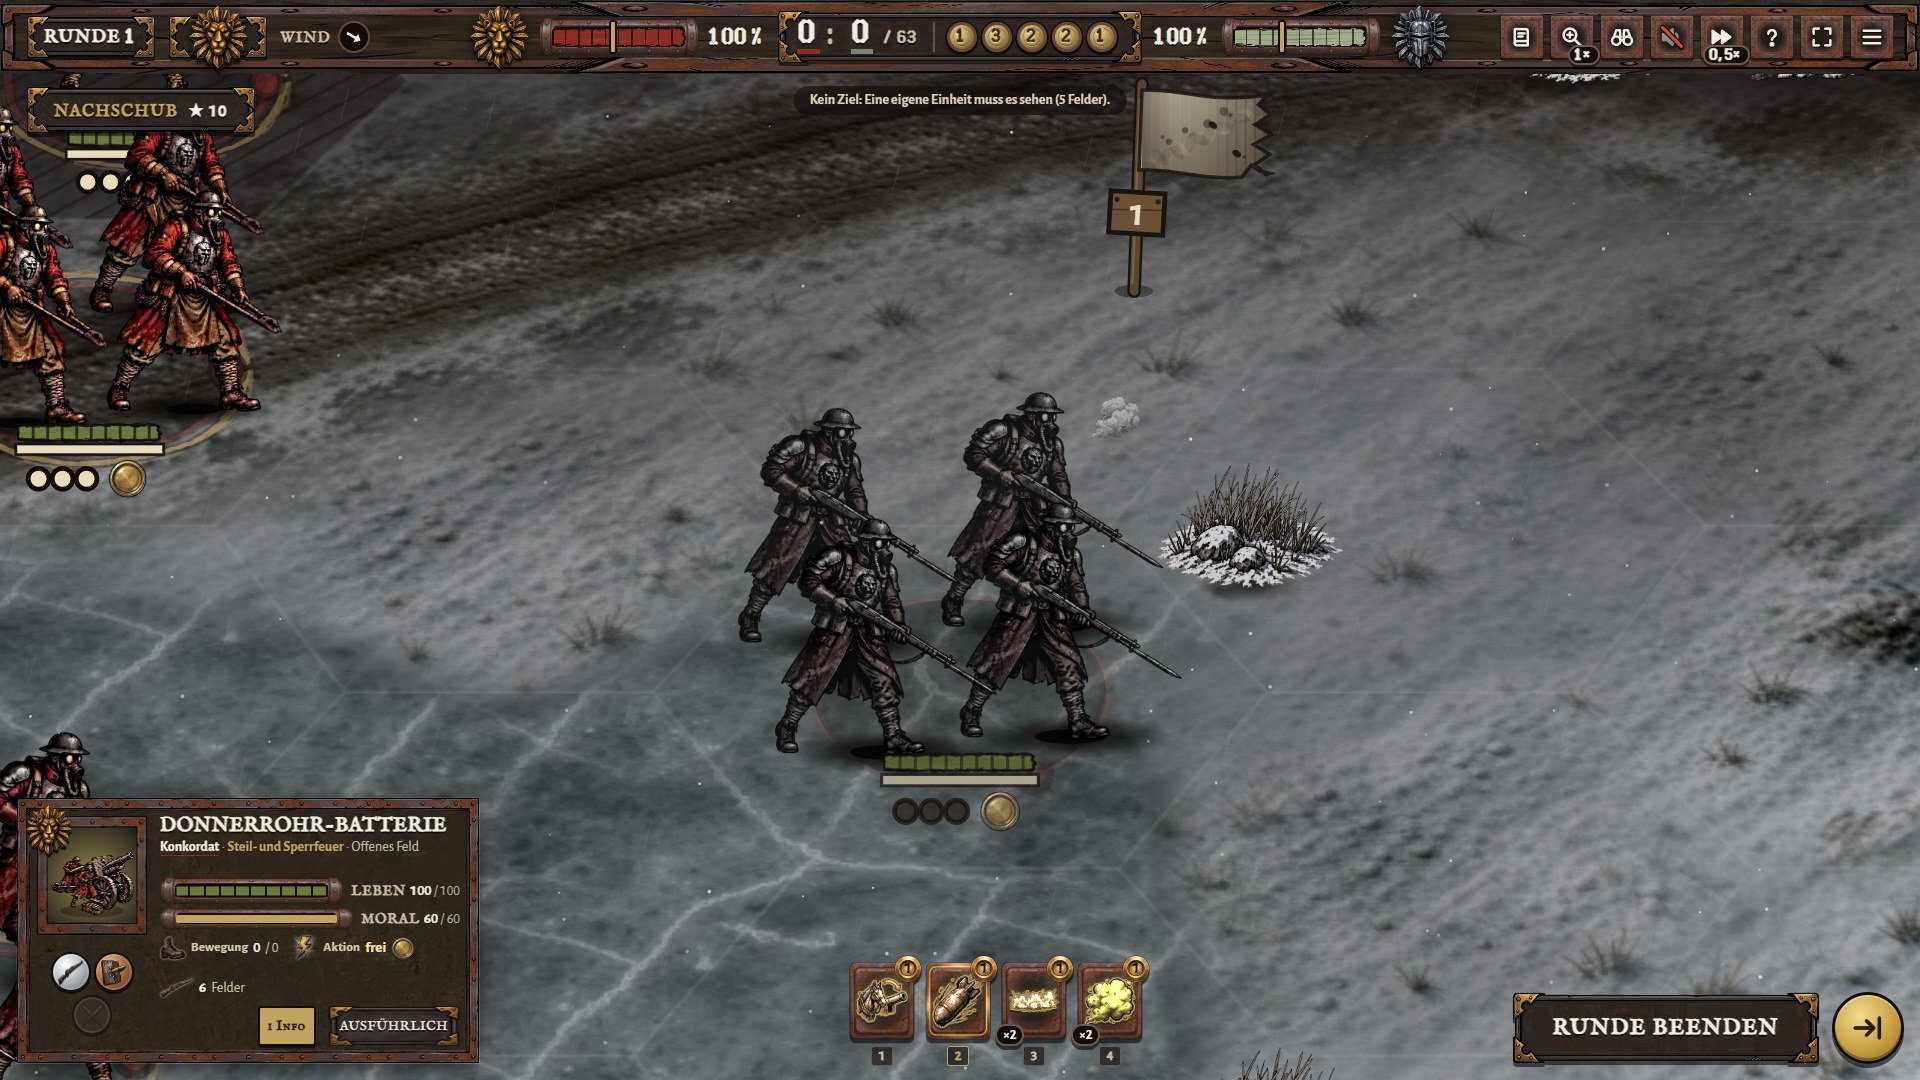 RUNDE 1
WIND
100%
0 : 0 / 63
1 3 2 2 1
100%
1×
0,5×
?
NACHSCHUB ★ 10
Kein Ziel: Eine eigene Einheit muss es sehen (5 Felder).
1
DONNERROHR-BATTERIE
Konkordat · Steil- und Sperrfeuer · Offenes Feld
LEBEN 100/100
MORAL 60/60
Bewegung 0/0 Aktion frei
6 Felder
1 INFO
AUSFÜHRLICH
1 1 1 1
×2 ×2
1 2 3 4
RUNDE BEENDEN